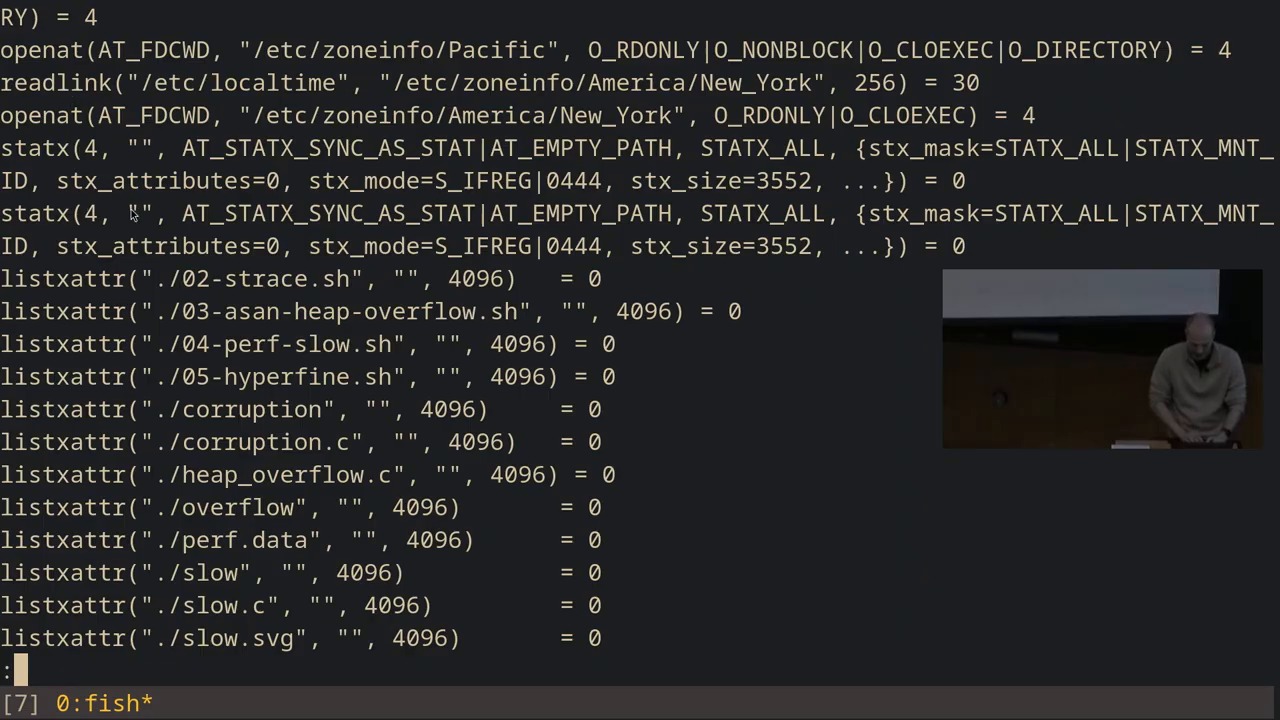 RY) = 4
openat(AT_FDCWD, "/etc/zoneinfo/Pacific", O_RDONLY|O_NONBLOCK|O_CLOEXEC|O_DIRECTORY) = 4
readlink("/etc/localtime", "/etc/zoneinfo/America/New_York", 256) = 30
openat(AT_FDCWD, "/etc/zoneinfo/America/New_York", O_RDONLY|O_CLOEXEC) = 4
statx(4, "", AT_STATX_SYNC_AS_STAT|AT_EMPTY_PATH, STATX_ALL, {stx_mask=STATX_ALL|STATX_MNT_
ID, stx_attributes=0, stx_mode=S_IFREG|0444, stx_size=3552, ...}) = 0
statx(4, "", AT_STATX_SYNC_AS_STAT|AT_EMPTY_PATH, STATX_ALL, {stx_mask=STATX_ALL|STATX_MNT_
ID, stx_attributes=0, stx_mode=S_IFREG|0444, stx_size=3552, ...}) = 0
listxattr("./02-strace.sh", "", 4096)   = 0
listxattr("./03-asan-heap-overflow.sh", "", 4096) = 0
listxattr("./04-perf-slow.sh", "", 4096) = 0
listxattr("./05-hyperfine.sh", "", 4096) = 0
listxattr("./corruption", "", 4096)     = 0
listxattr("./corruption.c", "", 4096)   = 0
listxattr("./heap_overflow.c", "", 4096) = 0
listxattr("./overflow", "", 4096)       = 0
listxattr("./perf.data", "", 4096)      = 0
listxattr("./slow", "", 4096)           = 0
listxattr("./slow.c", "", 4096)         = 0
listxattr("./slow.svg", "", 4096)       = 0
:
[7] 0:fish*